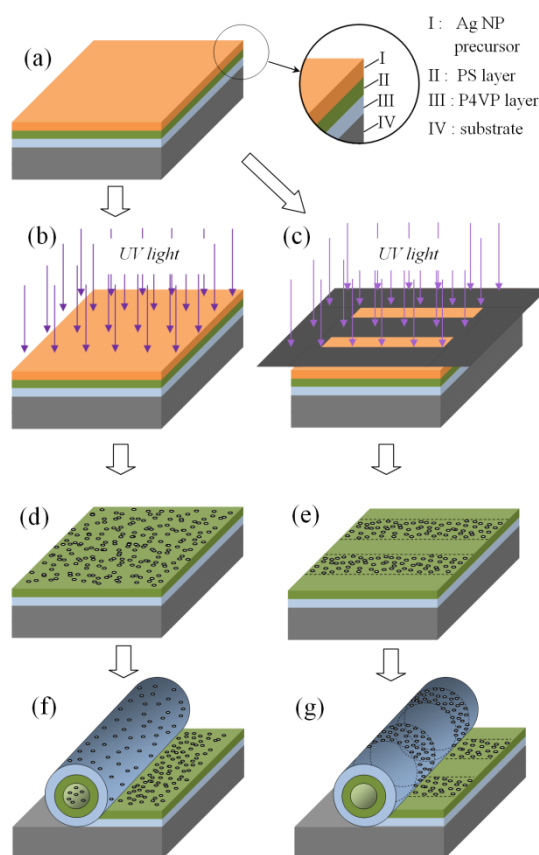 (a)
I
II
III
IV
I : Ag NP
precursor
II : PS layer
III : P4VP layer
IV : substrate
(b)
UV light
(c)
UV light
(d)
(e)
(f)
(g)